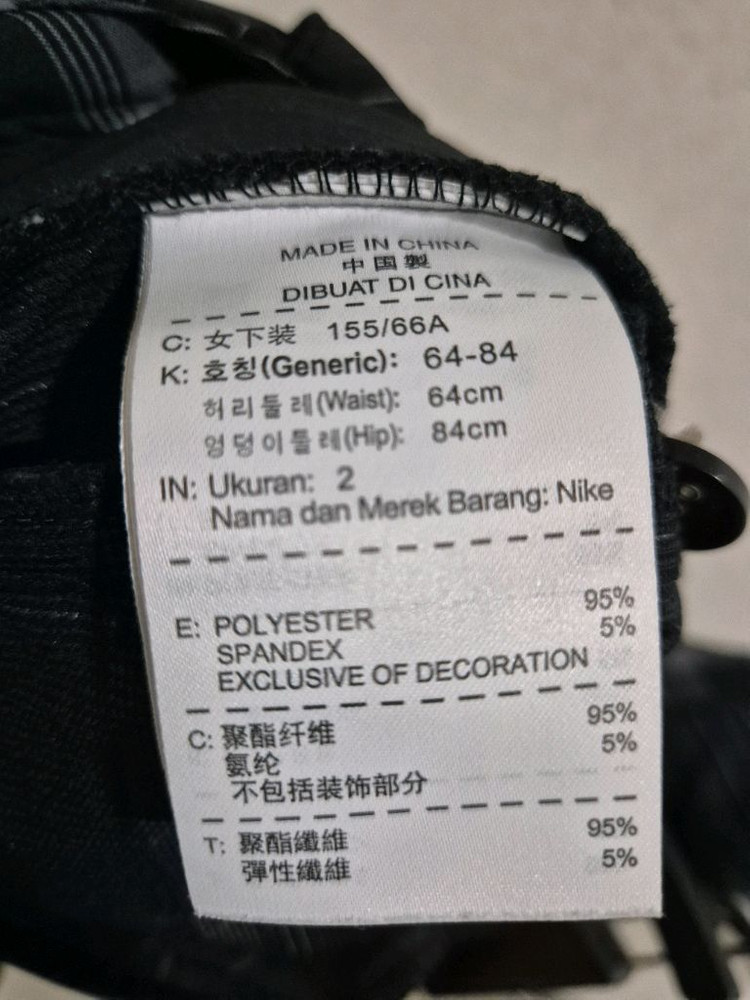 MADE IN CHINA
中国製
DIBUAT DI CINA
C: 女下装 155/66A
K: 호칭(Generic): 64-84
허리둘레(Waist): 64cm
엉덩이둘레(Hip): 84cm
IN: Ukuran: 2
Nama dan Merek Barang: Nike
E: POLYESTER 95%
SPANDEX 5%
EXCLUSIVE OF DECORATION
C: 聚酯纤维 95%
氨纶 5%
不包括装饰部分
T: 聚酯纖維 95%
彈性纖維 5%